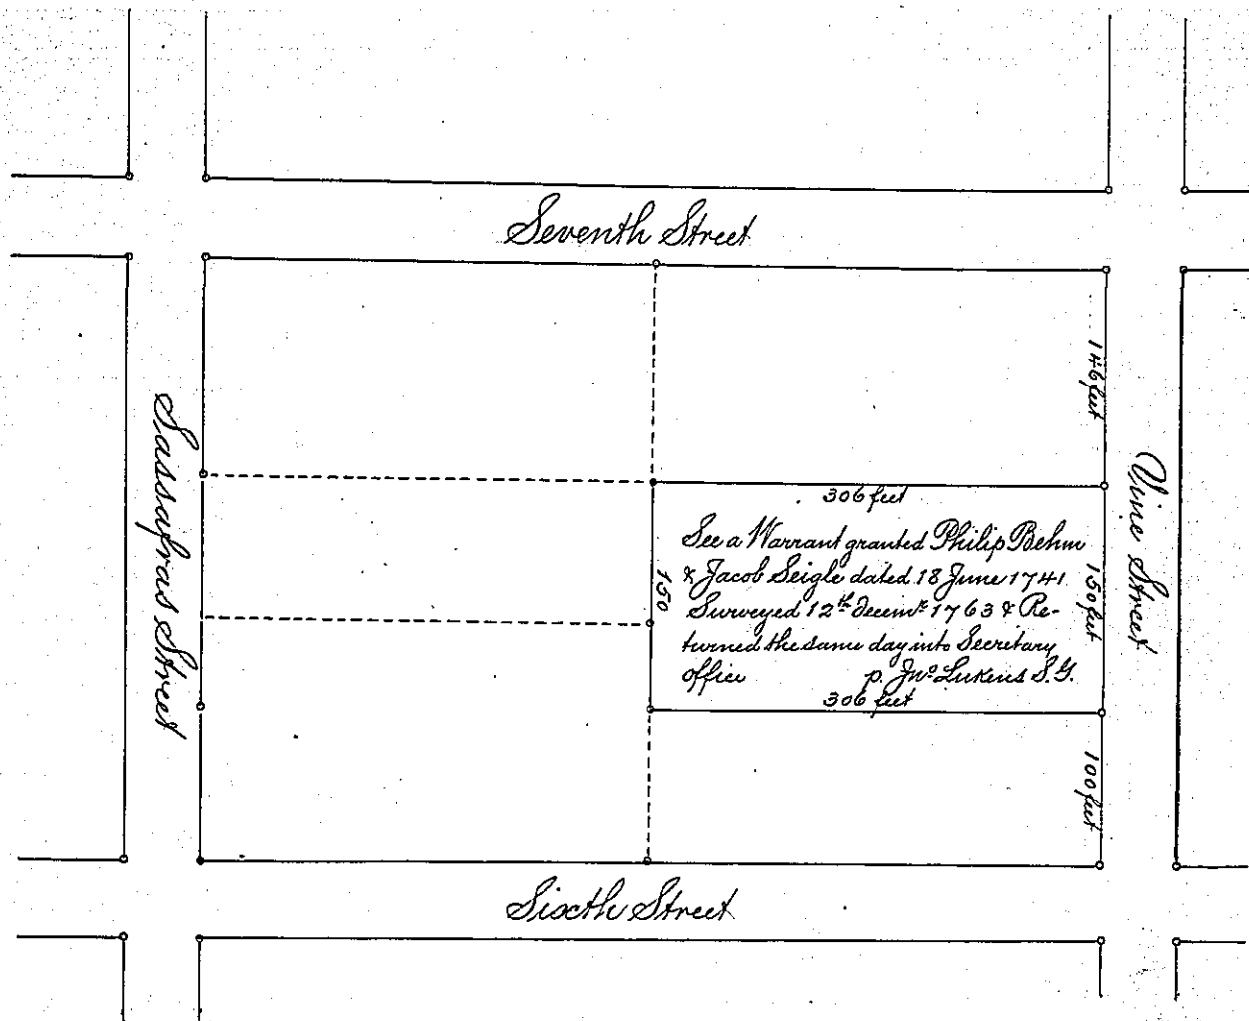 Seventh Street
146 feet
Sassafras Street
306 feet
See a Warrant granted Philip Behm
& Jacob Seigle dated 18 June 1741
Surveyed 12th Decemr 1763 & Re-
turned the same day into Secretary
office p. Jno Lukens S.G.
306 feet
150
150 feet
Vine Street
100 feet
Sixth Street